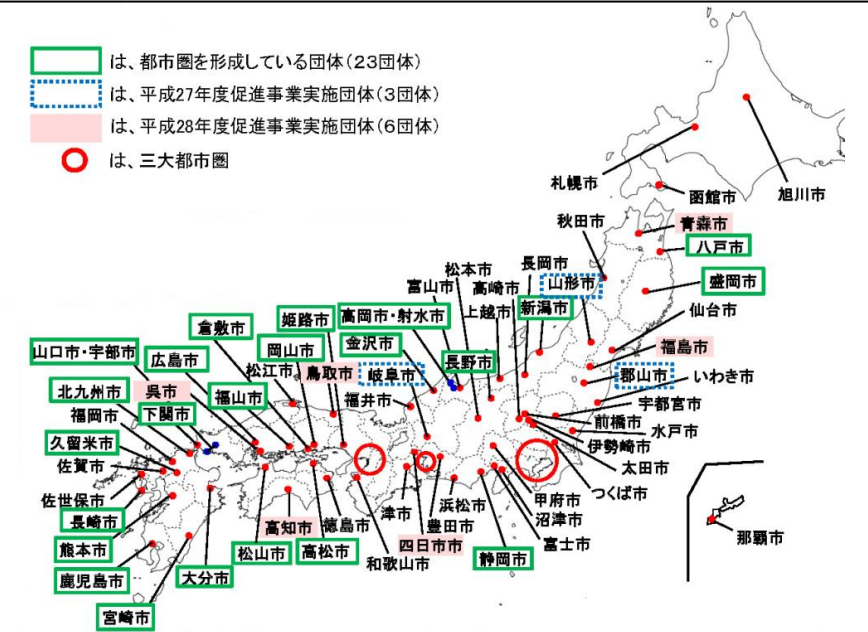 は、都市圏を形成している団体(23団体)
は、平成27年度促進事業実施団体(3団体)
は、平成28年度促進事業実施団体(6団体)
は、三大都市圏
札幌市
函館市
旭川市
秋田市
青森市
八戸市
長岡市
松本市
山形市
盛岡市
富山市
高崎市
上越市
新潟市
仙台市
姫路市
高岡市・射水市
倉敷市
金沢市
福島市
山口市・宇部市
広島市
岡山市
長野市
松江市
鳥取市
岐阜市
郡山市
いわき市
北九州市
呉市
福山市
福井市
宇都宮市
福岡市
下関市
前橋市
水戸市
久留米市
伊勢崎市
佐賀市
太田市
佐世保市
つくば市
長崎市
甲府市
浜松市
沼津市
津市
豊田市
高知市
徳島市
富士市
那覇市
熊本市
松山市
高松市
四日市市
静岡市
和歌山市
鹿児島市
大分市
宮崎市